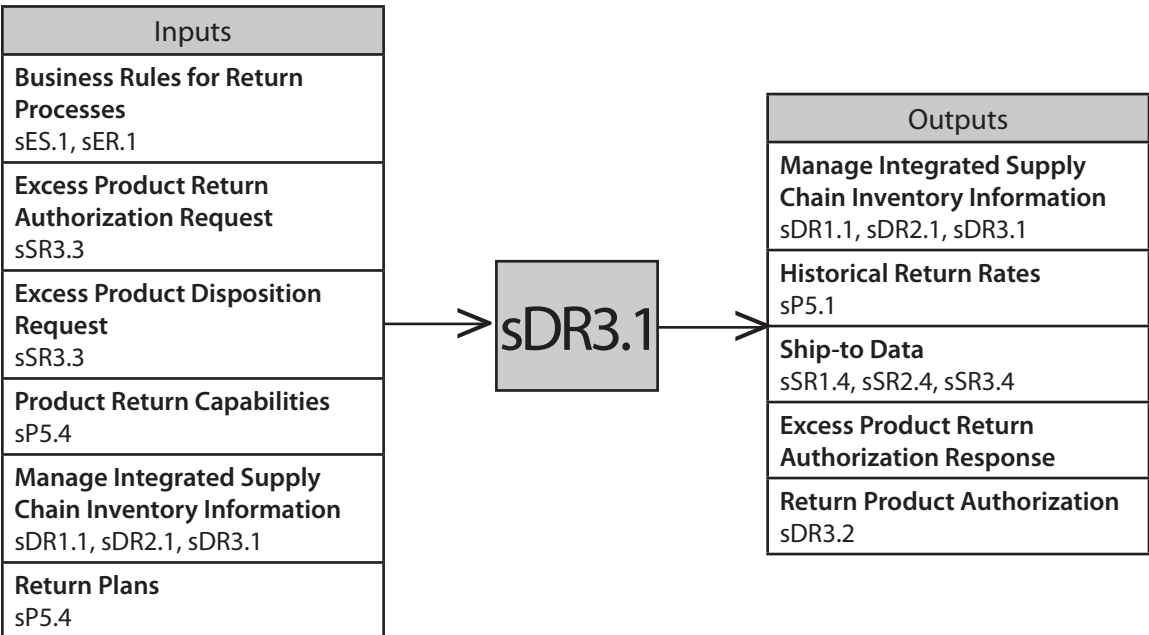 Inputs
Business Rules for Return
Processes
sES.1, sER.1
Excess Product Return
Authorization Request
sSR3.3
Excess Product Disposition
Request
sSR3.3
Product Return Capabilities
sP5.4
Manage Integrated Supply
Chain Inventory Information
sDR1.1, sDR2.1, sDR3.1
Return Plans
sP5.4
sDR3.1
Outputs
Manage Integrated Supply
Chain Inventory Information
sDR1.1, sDR2.1, sDR3.1
Historical Return Rates
sP5.1
Ship-to Data
sSR1.4, sSR2.4, sSR3.4
Excess Product Return
Authorization Response
Return Product Authorization
sDR3.2